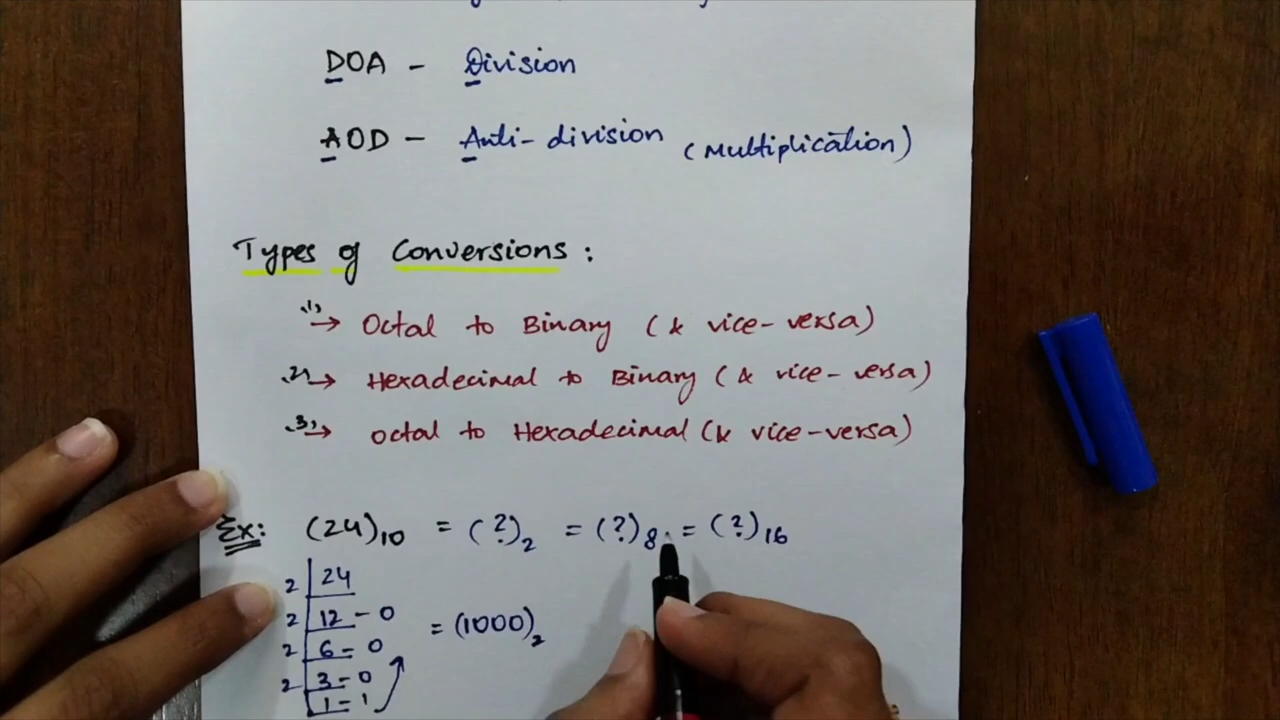 DOA - Division
AOD - Anti-division (Multiplication)
Types of Conversions :
1) → Octal to Binary (& vice-versa)
2) → Hexadecimal to Binary (& vice-versa)
3) → octal to Hexadecimal (& vice-versa)
Ex: (24)10 = (?)2 = (?)8 = (?)16
2 | 24
2 | 12 - 0
2 | 6 - 0 = (1000)2
2 | 3 - 0
1 - 1